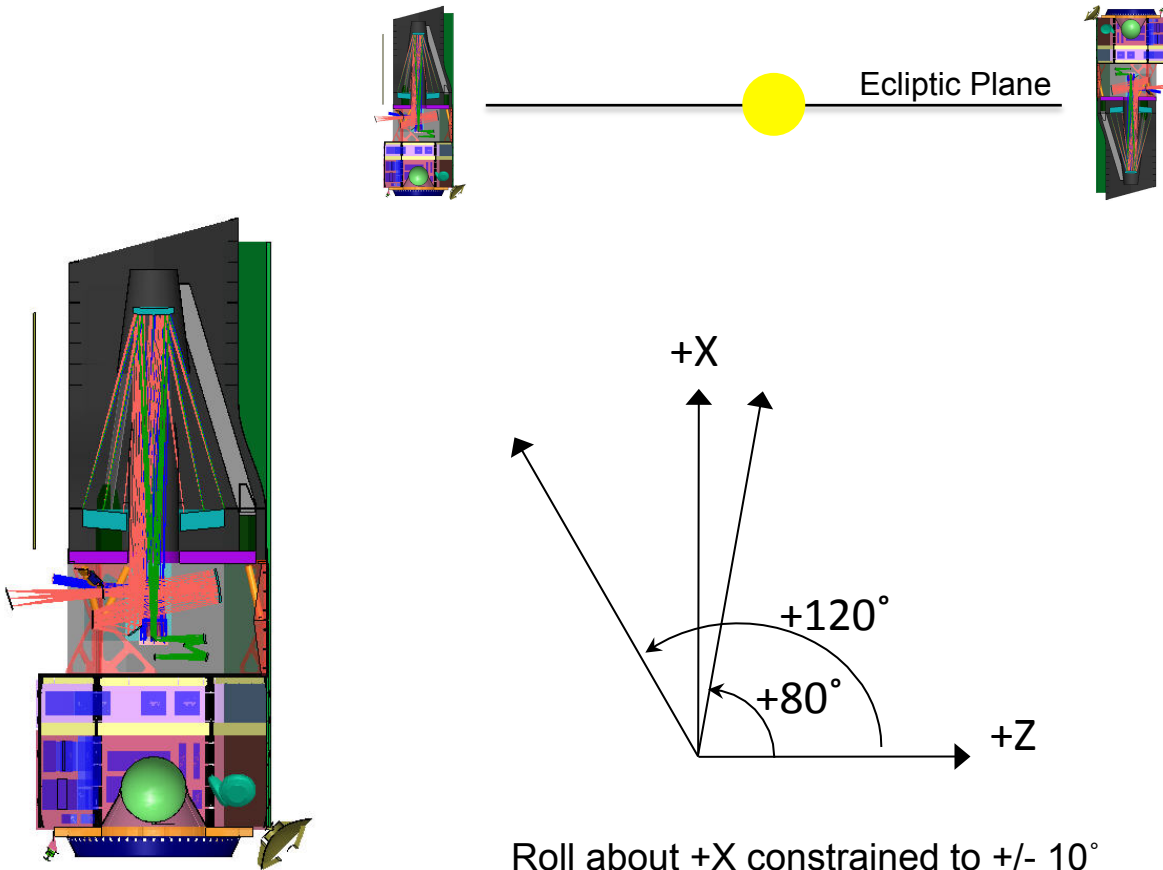 Ecliptic Plane
+X
+120˚
+80˚
+Z
Roll about +X constrained to +/- 10˚